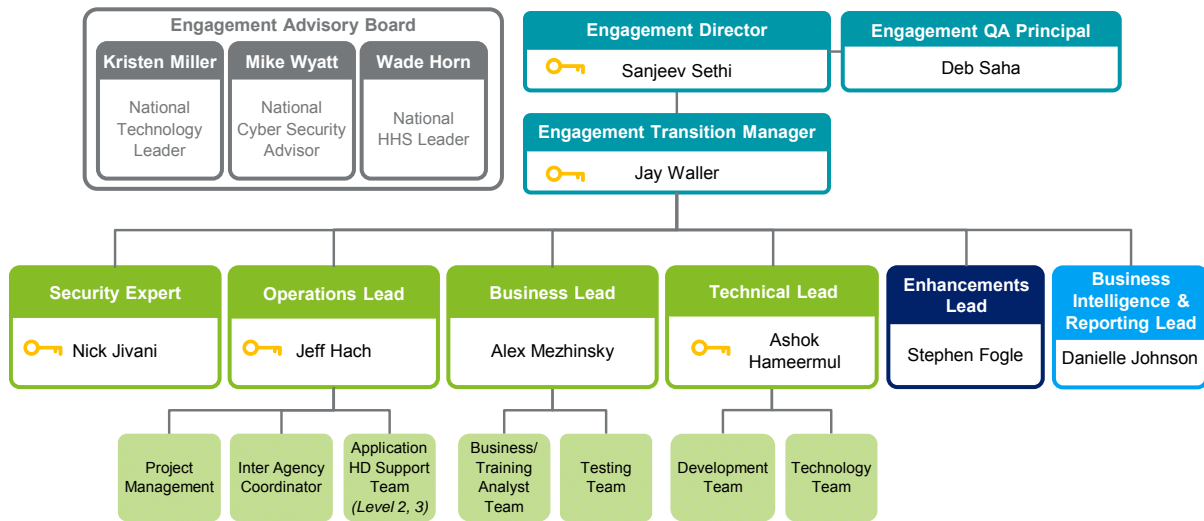 Engagement Advisory Board
Kristen Miller
National
Technology
Leader
Mike Wyatt
National
Cyber Security
Advisor
Wade Horn
National
HHS Leader
Engagement Director
Sanjeev Sethi
Engagement QA Principal
Deb Saha
Engagement Transition Manager
Jay Waller
Security Expert
Nick Jivani
Operations Lead
Jeff Hach
Business Lead
Alex Mezhinsky
Technical Lead
Ashok
Hameermul
Enhancements
Lead
Stephen Fogle
Business
Intelligence &
Reporting Lead
Danielle Johnson
Project
Management
Inter Agency
Coordinator
Application
HD Support
Team
(Level 2, 3)
Business/
Training
Analyst
Team
Testing
Team
Development
Team
Technology
Team